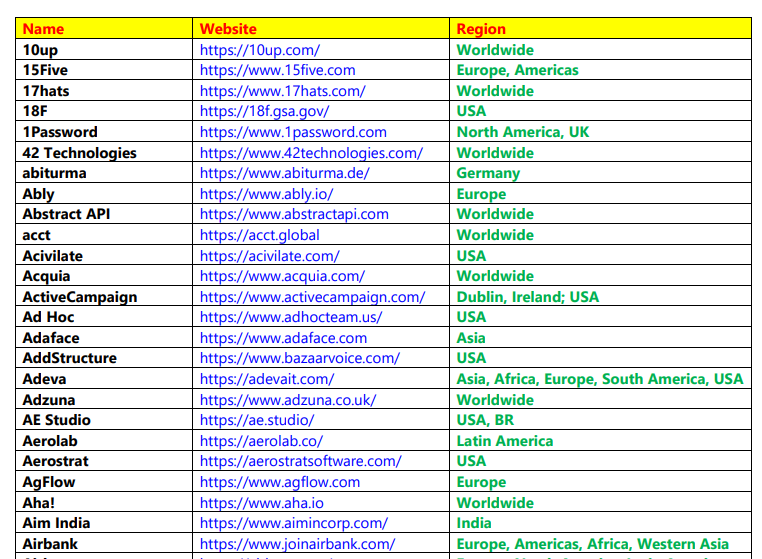 Name Website Region
10up https://10up.com/ Worldwide
15Five https://www.15five.com Europe, Americas
17hats https://www.17hats.com/ Worldwide
18F https://18f.gsa.gov/ USA
1Password https://www.1password.com North America, UK
42 Technologies https://www.42technologies.com/ Worldwide
abiturma https://www.abiturma.de/ Germany
Ably https://www.ably.io/ Europe
Abstract API https://www.abstractapi.com Worldwide
acct https://acct.global Worldwide
Acivilate https://acivilate.com/ USA
Acquia https://www.acquia.com/ Worldwide
ActiveCampaign https://www.activecampaign.com/ Dublin, Ireland; USA
Ad Hoc https://www.adhocteam.us/ USA
Adaface https://www.adaface.com Asia
AddStructure https://www.bazaarvoice.com/ USA
Adeva https://adevait.com/ Asia, Africa, Europe, South America, USA
Adzuna https://www.adzuna.co.uk/ Worldwide
AE Studio https://ae.studio/ USA, BR
Aerolab https://aerolab.co/ Latin America
Aerostrat https://aerostratsoftware.com/ USA
AgFlow https://www.agflow.com Europe
Aha! https://www.aha.io Worldwide
Aim India https://www.aimincorp.com/ India
Airbank https://www.joinairbank.com/ Europe, Americas, Africa, Western Asia